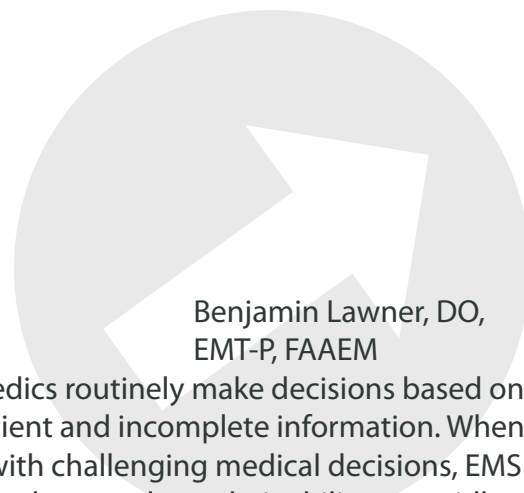 Benjamin Lawner, DO,
EMT-P, FAAEM
edics routinely make decisions based on
tient and incomplete information. When
with challenging medical decisions, EMS